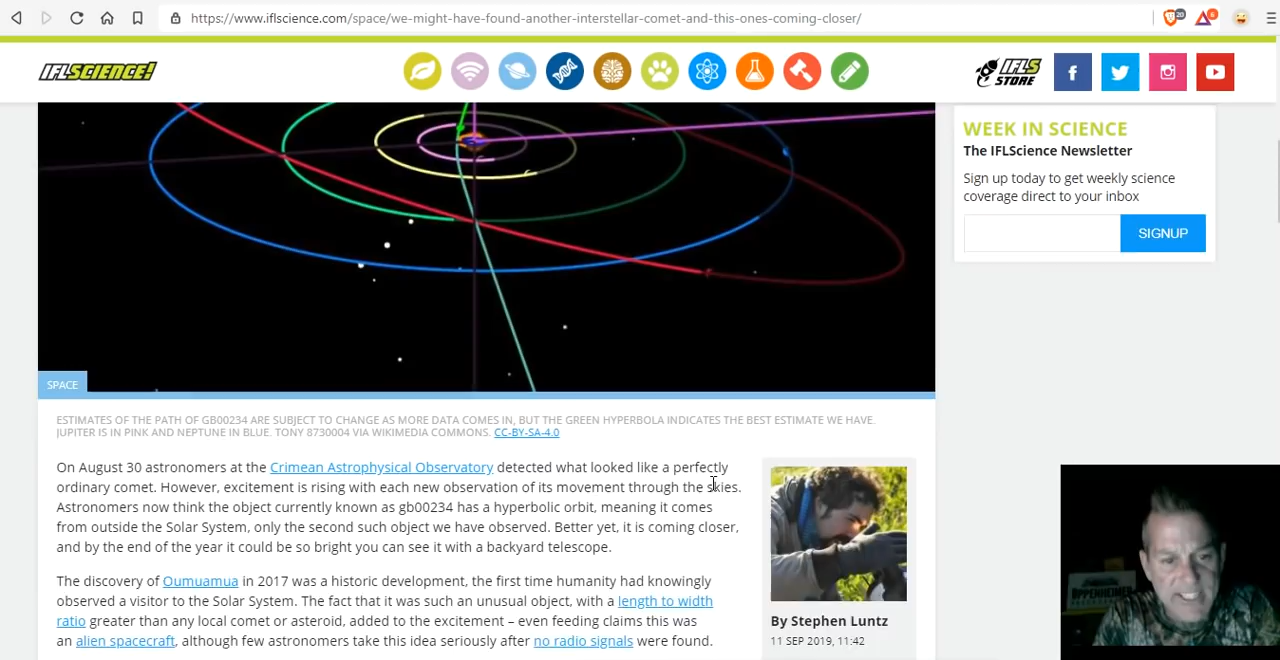 https://www.iflscience.com/space/we-might-have-found-another-interstellar-comet-and-this-ones-coming-closer/
20
6
IFLSCIENCE!
IFLS
STORE
WEEK IN SCIENCE
The IFLScience Newsletter
Sign up today to get weekly science
coverage direct to your inbox
SIGNUP
SPACE
ESTIMATES OF THE PATH OF GB00234 ARE SUBJECT TO CHANGE AS MORE DATA COMES IN, BUT THE GREEN HYPERBOLA INDICATES THE BEST ESTIMATE WE HAVE.
JUPITER IS IN PINK AND NEPTUNE IN BLUE. TONY 8730004 VIA WIKIMEDIA COMMONS. CC-BY-SA-4.0
On August 30 astronomers at the Crimean Astrophysical Observatory detected what looked like a perfectly
ordinary comet. However, excitement is rising with each new observation of its movement through the skies.
Astronomers now think the object currently known as gb00234 has a hyperbolic orbit, meaning it comes
from outside the Solar System, only the second such object we have observed. Better yet, it is coming closer,
and by the end of the year it could be so bright you can see it with a backyard telescope.
The discovery of Oumuamua in 2017 was a historic development, the first time humanity had knowingly
observed a visitor to the Solar System. The fact that it was such an unusual object, with a length to width
ratio greater than any local comet or asteroid, added to the excitement – even feeding claims this was
an alien spacecraft, although few astronomers take this idea seriously after no radio signals were found.
By Stephen Luntz
11 SEP 2019, 11:42
OPPENHEIMER